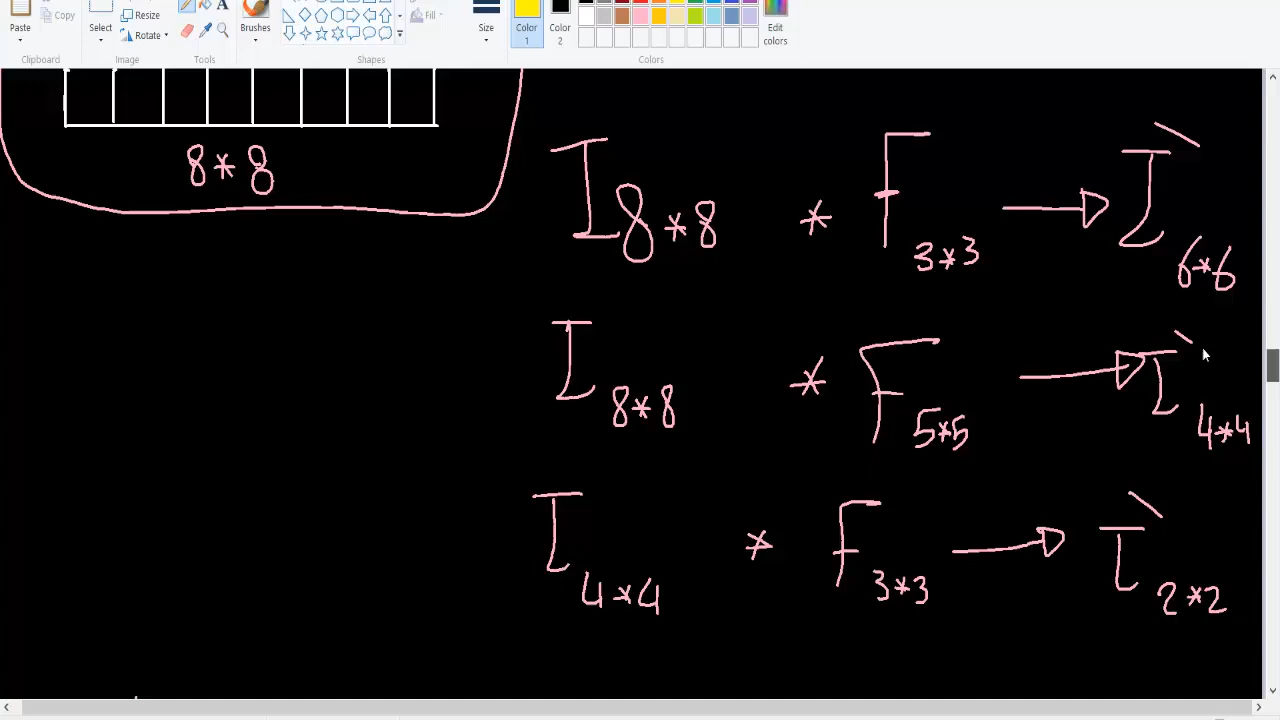 Paste
Copy
Select
Resize
Rotate
A
Brushes
Fill
Size
Color 1
Color 2
Edit colors
Clipboard
Image
Tools
Shapes
Colors
8*8
I 8*8 * F 3*3 → I` 6*6
I 8*8 * F 5*5 → I` 4*4
I 4*4 * F 3*3 → I` 2*2